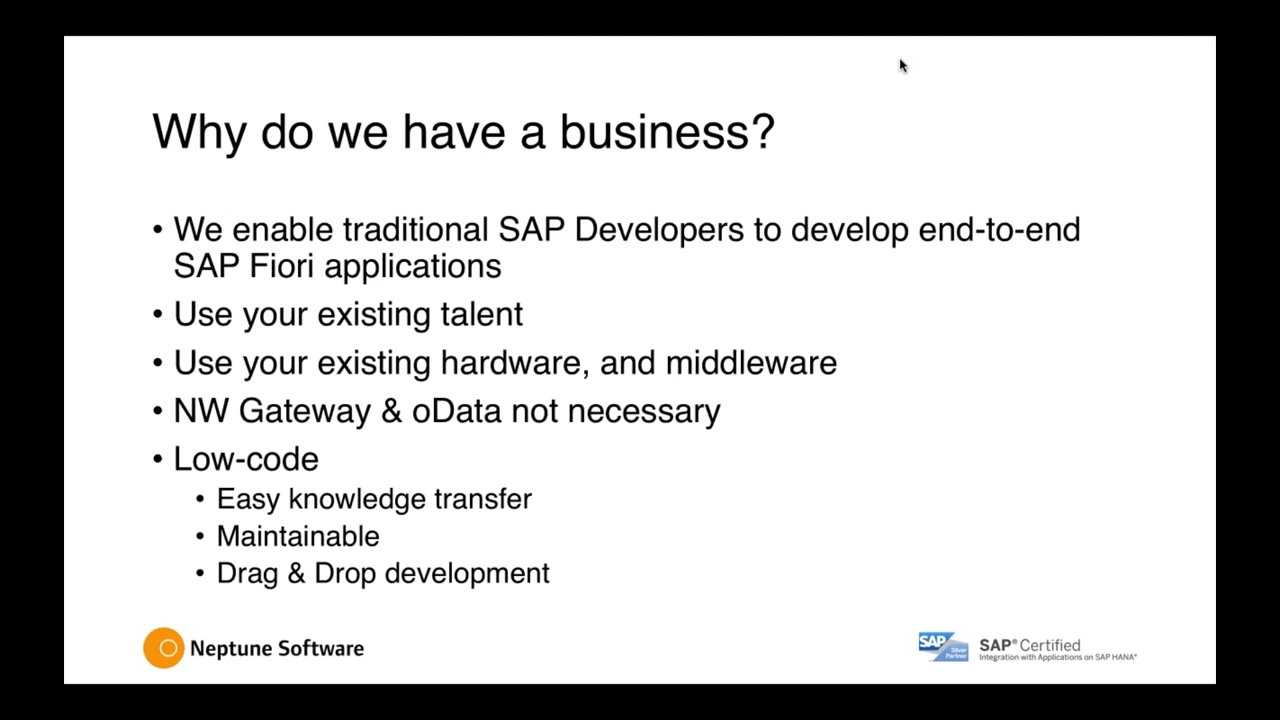 Why do we have a business?
• We enable traditional SAP Developers to develop end-to-end
SAP Fiori applications
• Use your existing talent
• Use your existing hardware, and middleware
• NW Gateway & oData not necessary
• Low-code
• Easy knowledge transfer
• Maintainable
• Drag & Drop development
Neptune Software
SAP Silver Partner
SAP® Certified
Integration with Applications on SAP HANA®